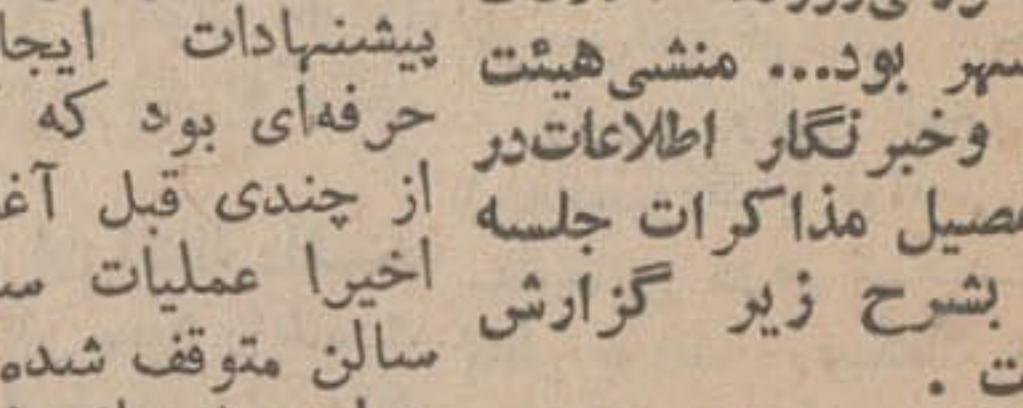 بود... منشی هیئت
وخبر نگار اطلاعات در
مذاکرات جلسه
بشرح زیر گزارش
پیشنهادات
حرفه‌ای بود که
از چندی قبل
اخیرا عملیات
سالن متوقف شده